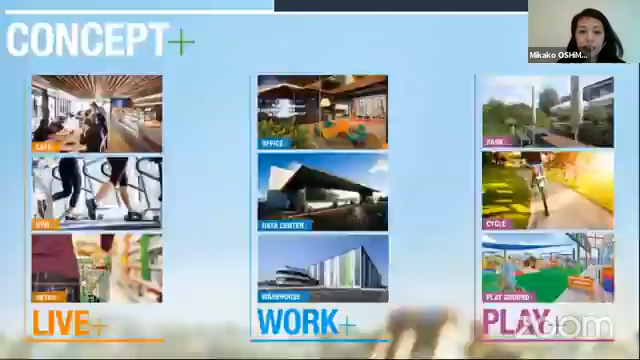 CONCEPT+
Mikako OSHM...
CAFE
OFFICE
PARK
GYM
DATA CENTER
CYCLE
RETAIL
WAREHOUSE
PLAY GROUND
LIVE+
WORK+
PLAY+
zoom